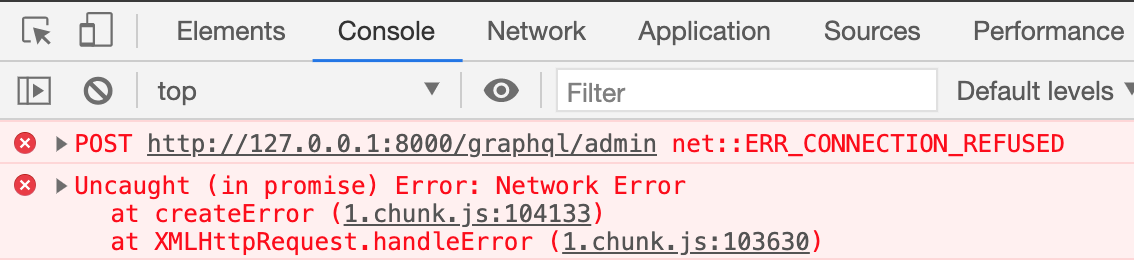 Elements Console Network Application Sources Performance
top Filter Default levels
POST http://127.0.0.1:8000/graphql/admin net::ERR_CONNECTION_REFUSED
Uncaught (in promise) Error: Network Error
at createError (1.chunk.js:104133)
at XMLHttpRequest.handleError (1.chunk.js:103630)